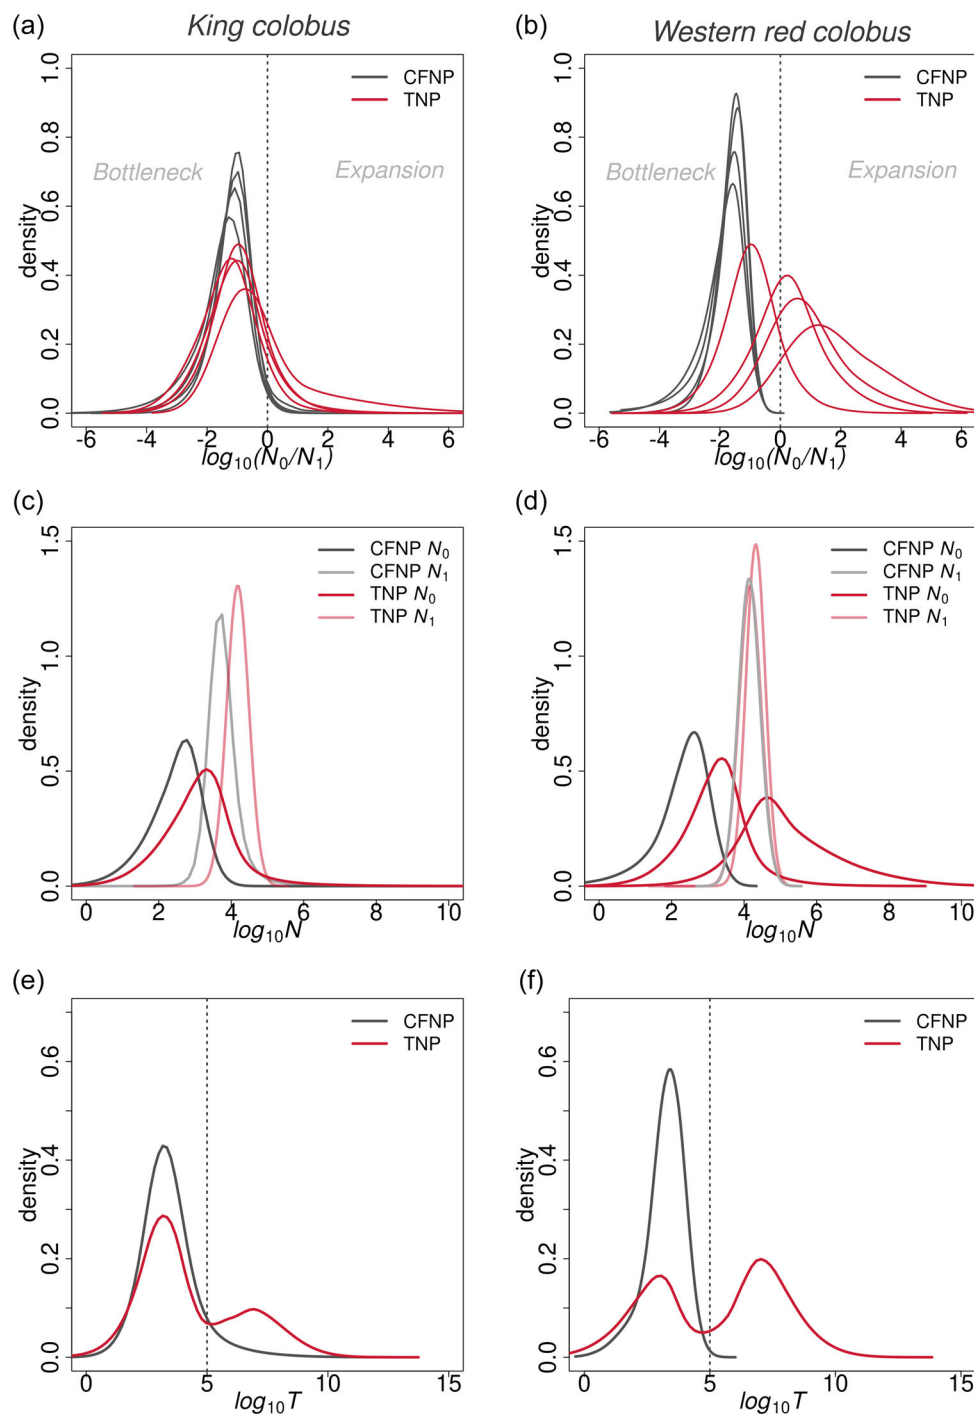 (a) King colobus
1.0
0.8
0.6
0.4
0.2
0.0
density
Bottleneck
Expansion
CFNP
TNP
-6 -4 -2 0 2 4 6
log10(N0/N1)
(b) Western red colobus
1.0
0.8
0.6
0.4
0.2
0.0
density
Bottleneck
Expansion
CFNP
TNP
-6 -4 -2 0 2 4 6
log10(N0/N1)
(c)
1.5
1.0
0.5
0.0
density
CFNP N0
CFNP N1
TNP N0
TNP N1
0 2 4 6 8 10
log10N
(d)
1.5
1.0
0.5
0.0
density
CFNP N0
CFNP N1
TNP N0
TNP N1
0 2 4 6 8 10
log10N
(e)
0.6
0.4
0.2
0.0
density
CFNP
TNP
0 5 10 15
log10T
(f)
0.6
0.4
0.2
0.0
density
CFNP
TNP
0 5 10 15
log10T